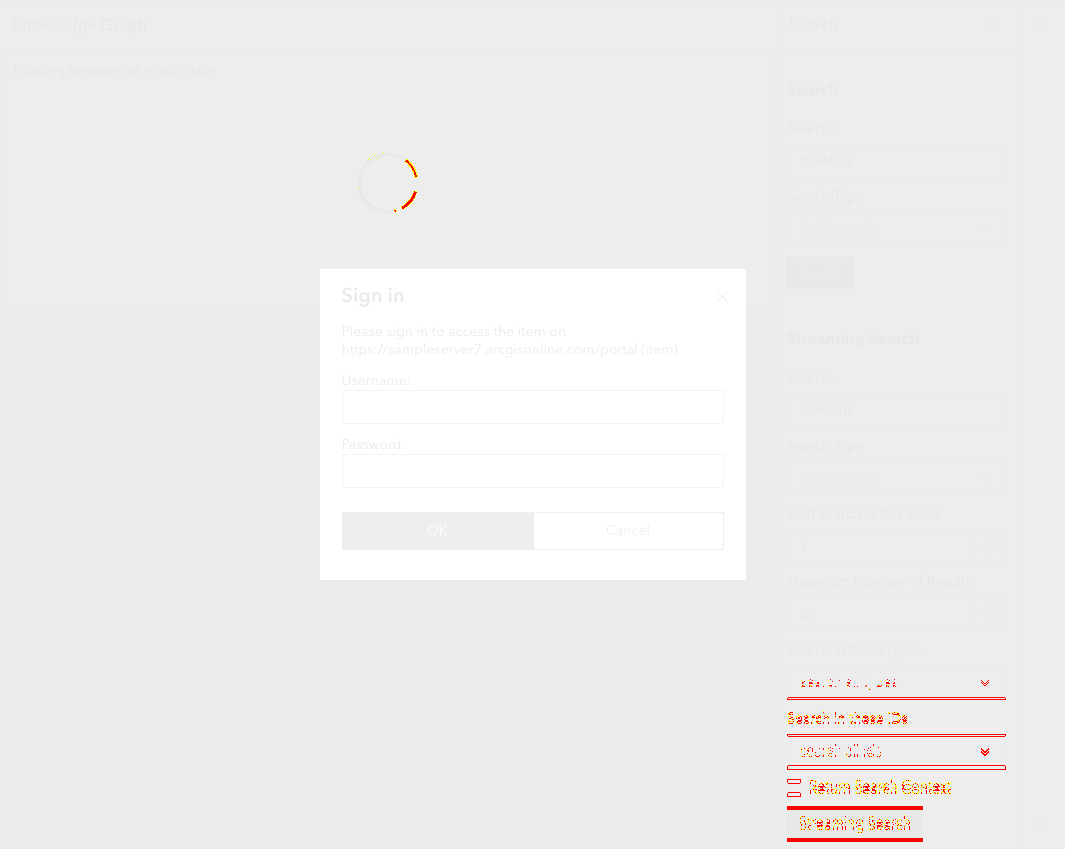 Knowledge Graph
Search
Loading knowledge graph data
Search
Search
bombus
Search Type
Entities only
Search
Sign in
Please sign in to access the item on
https://sampleserver7.arcgisonline.com/portal (item)
Username:
Password:
OK
Cancel
Streaming Search
Search
bombus
Search Type
Entities only
Start search at this index
2
Maximum Number of Results
50
Search in these types
search all types
Search in these IDs
search all ids
Return Search Context
Streaming Search